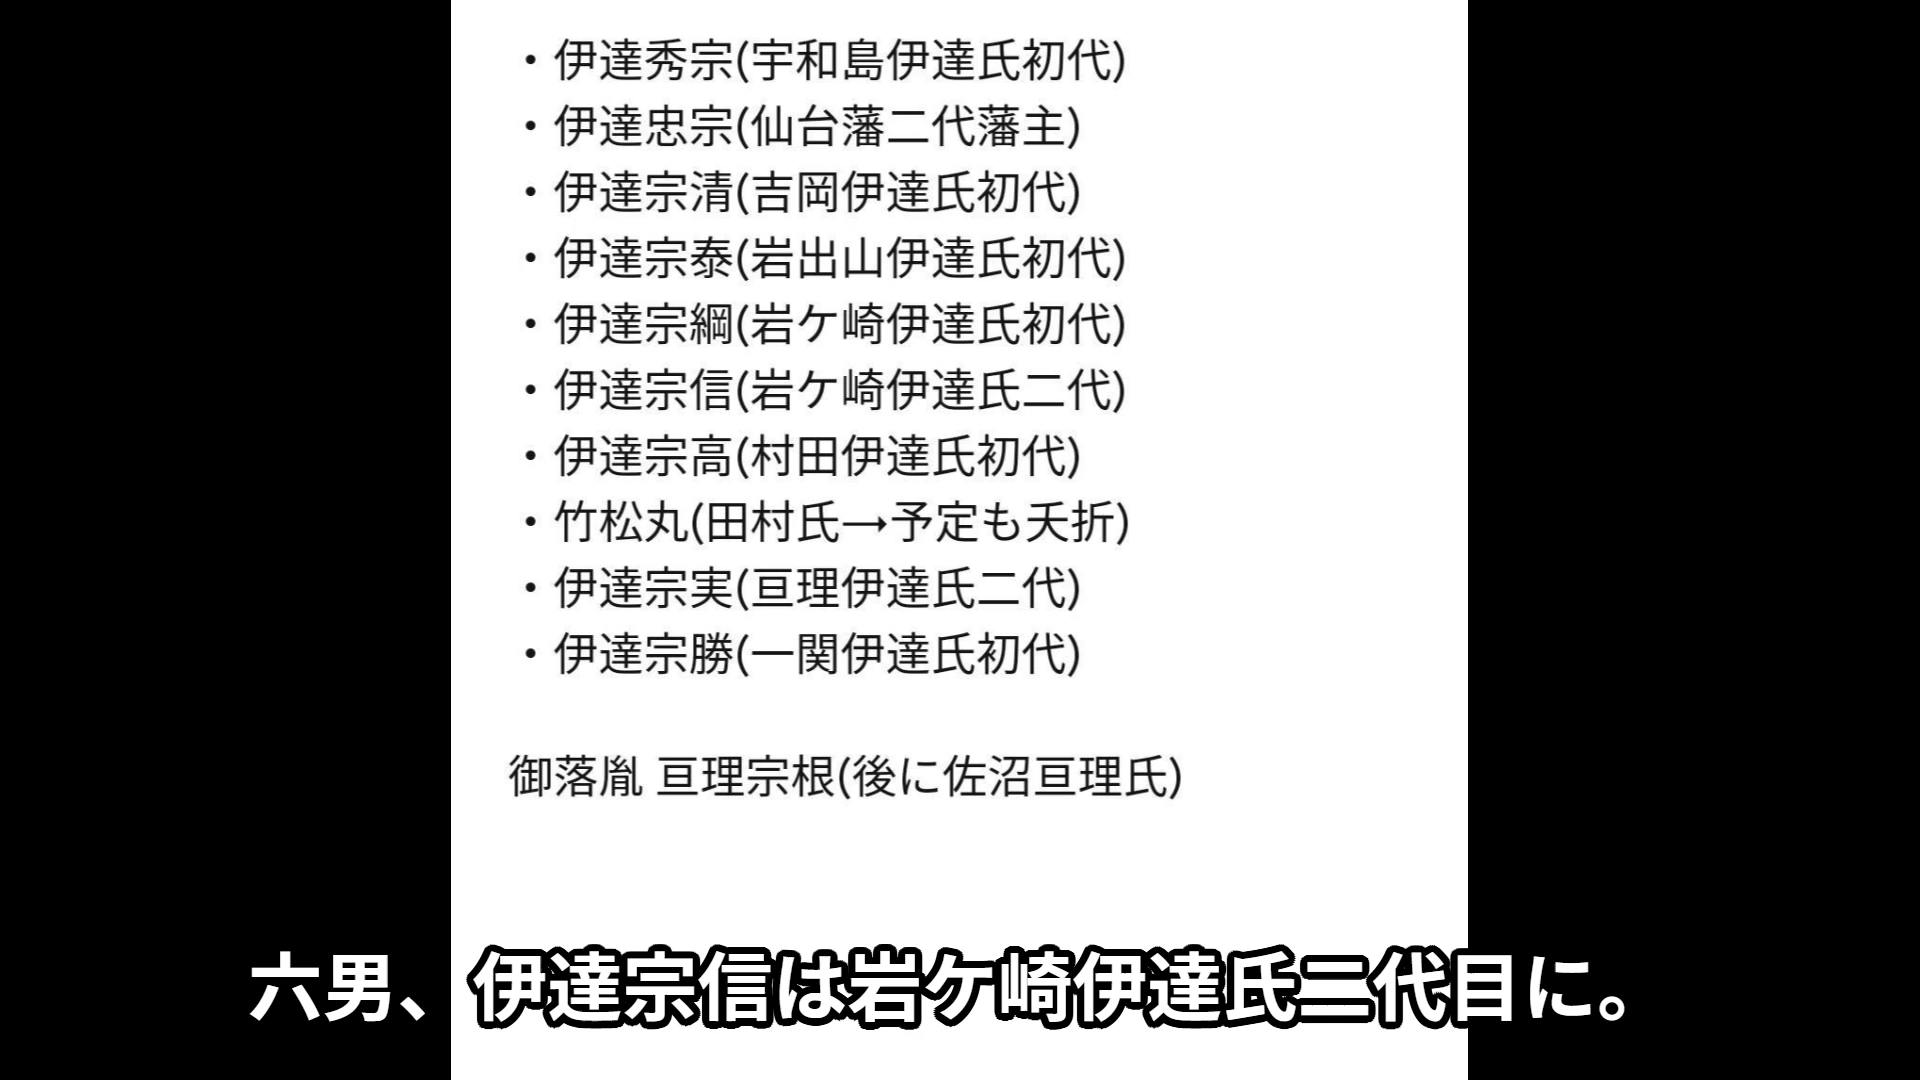 ・伊達秀宗(宇和島伊達氏初代)
・伊達忠宗(仙台藩二代藩主)
・伊達宗清(吉岡伊達氏初代)
・伊達宗泰(岩出山伊達氏初代)
・伊達宗綱(岩ケ崎伊達氏初代)
・伊達宗信(岩ケ崎伊達氏二代)
・伊達宗高(村田伊達氏初代)
・竹松丸(田村氏→予定も夭折)
・伊達宗実(亘理伊達氏二代)
・伊達宗勝(一関伊達氏初代)
御落胤 亘理宗根(後に佐沼亘理氏)
六男、伊達宗信は岩ケ崎伊達氏二代目に。